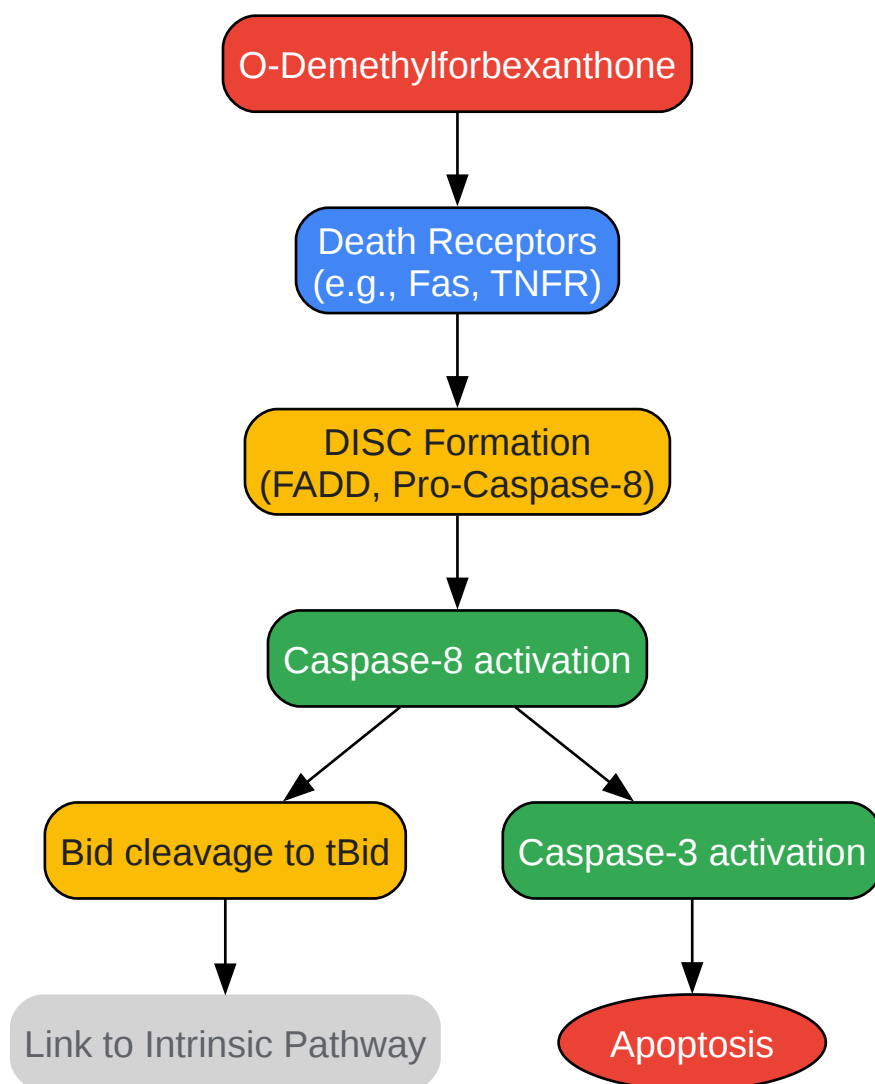 O-Demethylforbexanthone
Death Receptors
(e.g., Fas, TNFR)
DISC Formation
(FADD, Pro-Caspase-8)
Caspase-8 activation
Bid cleavage to tBid
Caspase-3 activation
Link to Intrinsic Pathway
Apoptosis